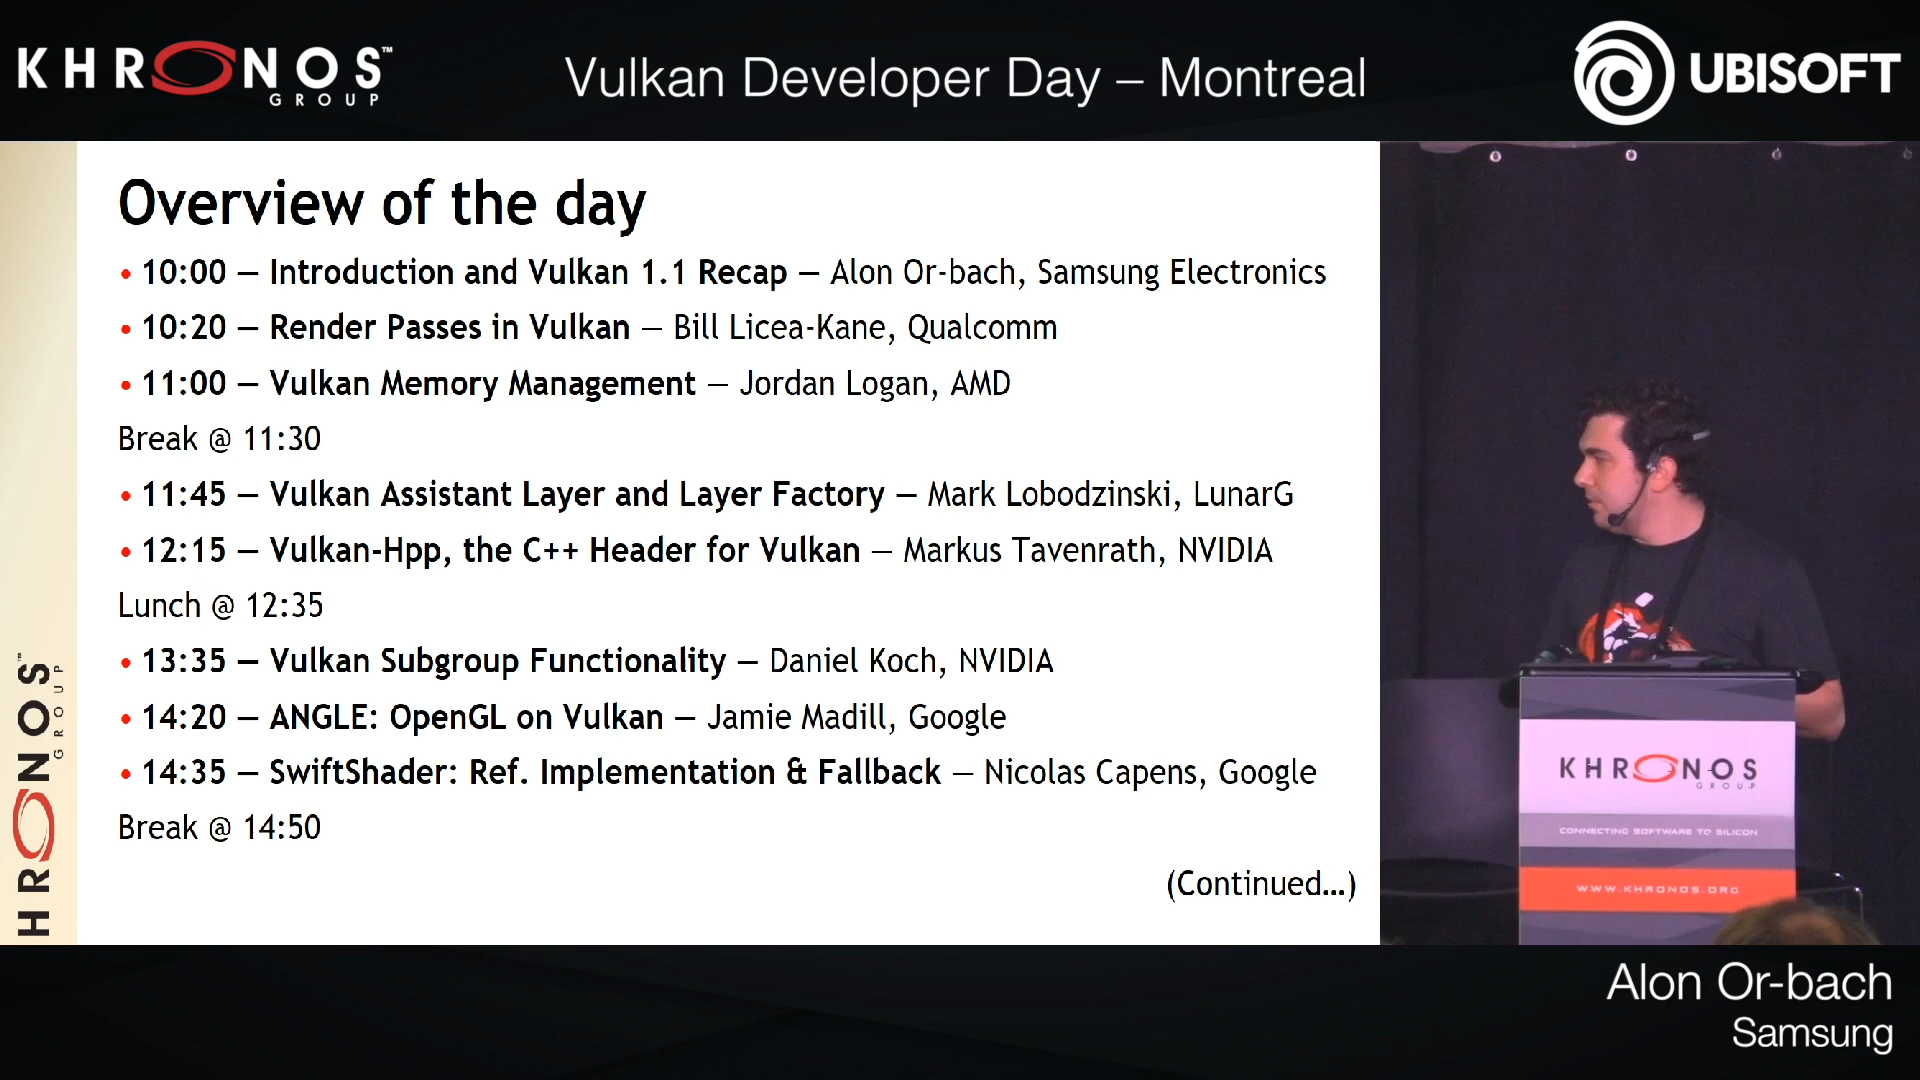 KHRONOS™
GROUP
Vulkan Developer Day – Montreal
UBISOFT
Overview of the day
• 10:00 – Introduction and Vulkan 1.1 Recap – Alon Or-bach, Samsung Electronics
• 10:20 – Render Passes in Vulkan – Bill Licea-Kane, Qualcomm
• 11:00 – Vulkan Memory Management – Jordan Logan, AMD
Break @ 11:30
• 11:45 – Vulkan Assistant Layer and Layer Factory – Mark Lobodzinski, LunarG
• 12:15 – Vulkan-Hpp, the C++ Header for Vulkan – Markus Tavenrath, NVIDIA
Lunch @ 12:35
• 13:35 – Vulkan Subgroup Functionality – Daniel Koch, NVIDIA
• 14:20 – ANGLE: OpenGL on Vulkan – Jamie Madill, Google
• 14:35 – SwiftShader: Ref. Implementation & Fallback – Nicolas Capens, Google
Break @ 14:50
(Continued…)
HRONOS™
GROUP
KHRONOS
GROUP
CONNECTING SOFTWARE TO SILICON
WWW.KHRONOS.ORG
Alon Or-bach
Samsung